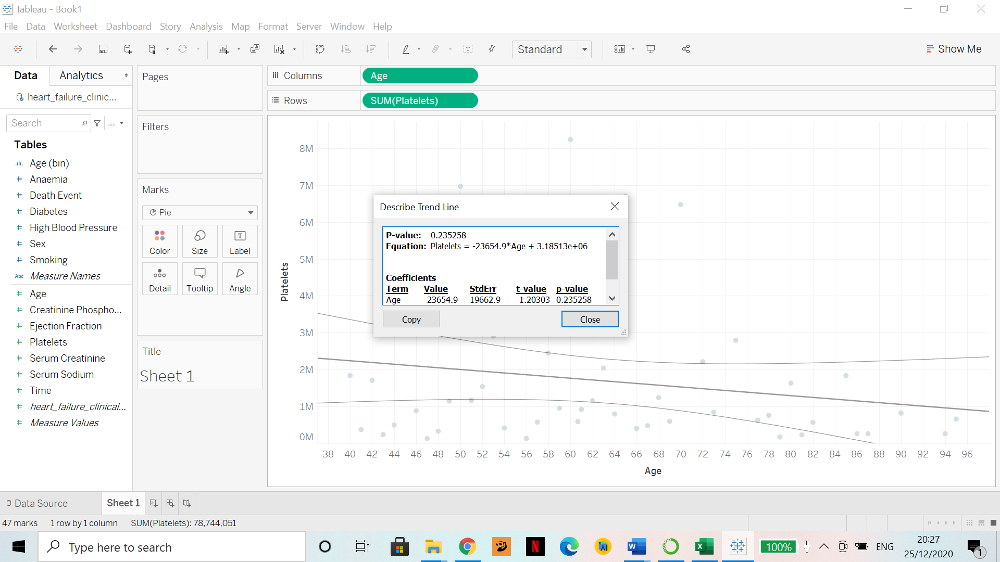 Tableau - Book1
File Data Worksheet Dashboard Story Analysis Map Format Server Window Help
Standard
Show Me
Data Analytics
heart_failure_clinic...
Search
Tables
Age (bin)
Anaemia
Death Event
Diabetes
High Blood Pressure
Sex
Smoking
Abc Measure Names
Age
Creatinine Phospho...
Ejection Fraction
Platelets
Serum Creatinine
Serum Sodium
Time
heart_failure_clinical...
Measure Values
Pages
Filters
Marks
Pie
Color Size Label
Detail Tooltip Angle
Title
Sheet 1
Columns Age
Rows SUM(Platelets)
8M
7M
6M
5M
4M
3M
2M
1M
0M
Platelets
38 40 42 44 46 48 50 52 54 56 58 60 62 64 66 68 70 72 74 76 78 80 82 84 86 88 90 92 94 96
Age
Describe Trend Line
P-value: 0.235258
Equation: Platelets = -23654.9*Age + 3.18513e+06
Coefficients
Term Value StdErr t-value p-value
Age -23654.9 19662.9 -1.20303 0.235258
Copy Close
Data Source Sheet 1
47 marks 1 row by 1 column SUM(Platelets): 78,744,051
Type here to search
100%
ENG
20:27
25/12/2020
1